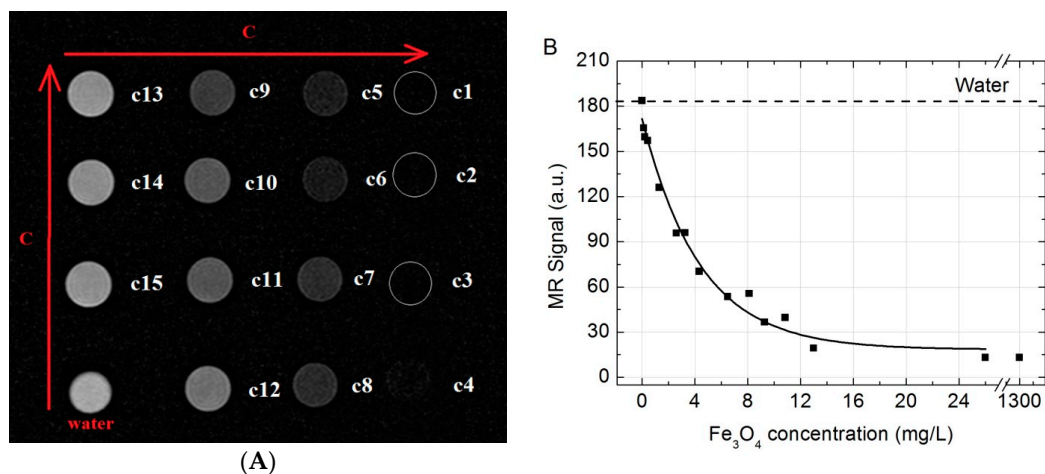 C
c13 c9 c5 c1
c14 c10 c6 c2
C
c15 c11 c7 c3
c12 c8 c4
water
(A)
B
210
180
150
120
90
60
30
0
Water
MR Signal (a.u.)
0 4 8 12 16 20 24 1300
Fe₃O₄ concentration (mg/L)